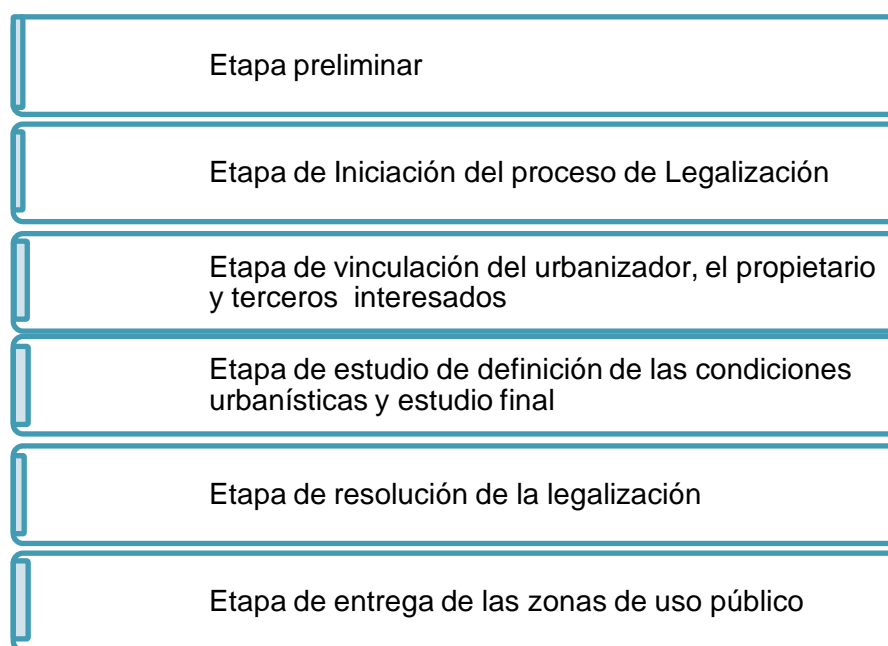 Etapa preliminar
Etapa de Iniciación del proceso de Legalización
Etapa de vinculación del urbanizador, el propietario
y terceros interesados
Etapa de estudio de definición de las condiciones
urbanísticas y estudio final
Etapa de resolución de la legalización
Etapa de entrega de las zonas de uso público